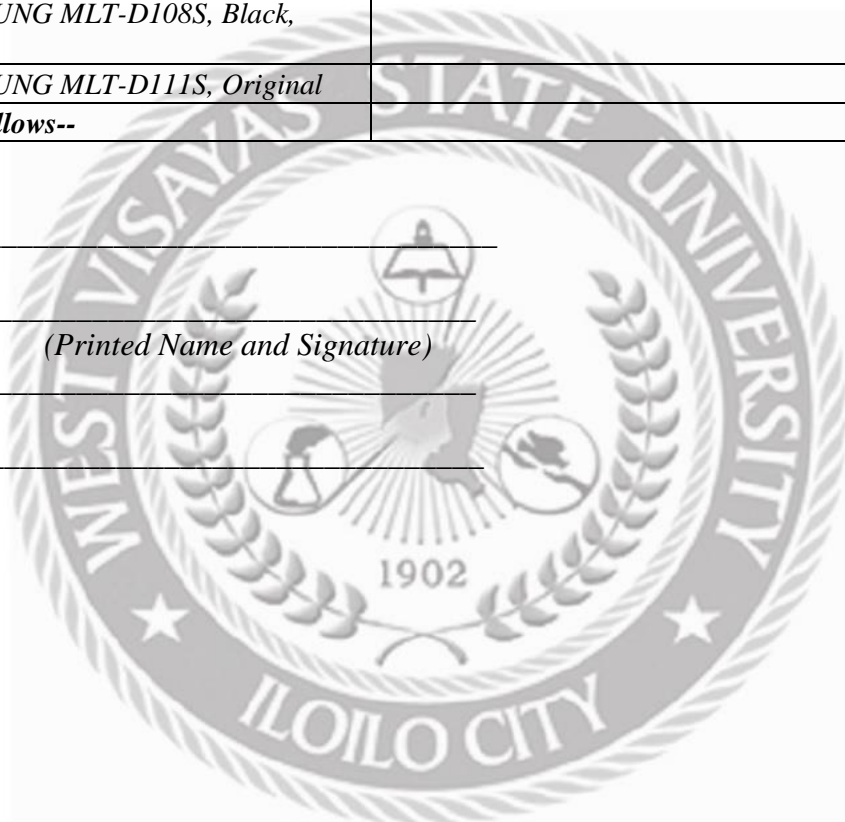 UNG MLT-D108S, Black,
UNG MLT-D111S, Original
llows--
(Printed Name and Signature)
WEST VISAYAS STATE UNIVERSITY
1902
ILOILO CITY